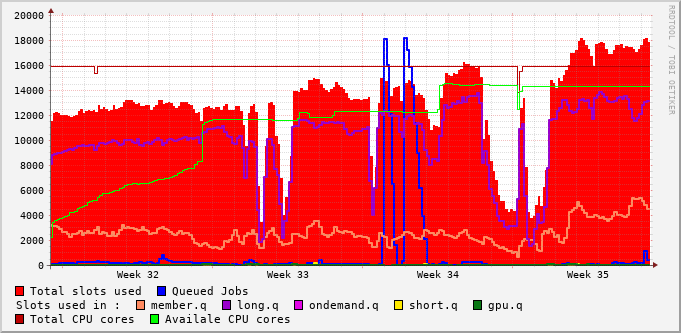 20000
18000
16000
14000
12000
10000
8000
6000
4000
2000
0
Week 32 Week 33 Week 34 Week 35
Total slots used Queued Jobs
Slots used in : member.q long.q ondemand.q short.q gpu.q
Total CPU cores Availale CPU cores
RRDTOOL / TOBI OETIKER